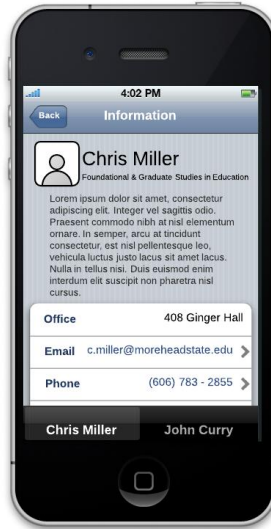 4:02 PM
Back
Information
Chris Miller
Foundational & Graduate Studies in Education
Lorem ipsum dolor sit amet, consectetur
adipiscing elit. Integer vel sagittis odio.
Praesent commodo nibh at nisl elementum
ornare. In semper, arcu at tincidunt
consectetur, est nisl pellentesque leo,
vehicula luctus justo lacus sit amet lacus.
Nulla in tellus nisi. Duis euismod enim
interdum elit suscipit non pharetra nisl
cursus.
Office 408 Ginger Hall
Email c.miller@moreheadstate.edu
Phone (606) 783 - 2855
Chris Miller John Curry